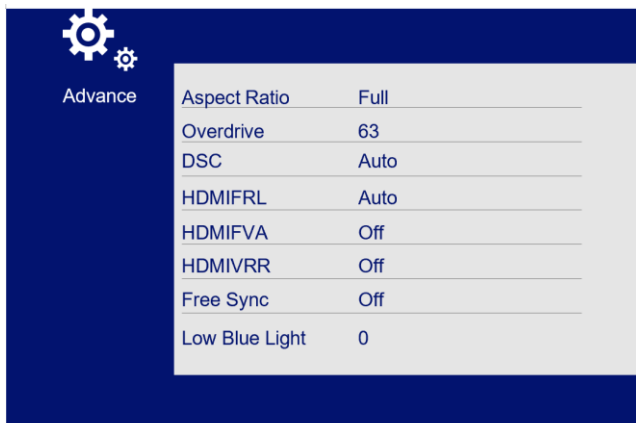 Advance
Aspect Ratio Full
Overdrive 63
DSC Auto
HDMIFRL Auto
HDMIFVA Off
HDMIVRR Off
Free Sync Off
Low Blue Light 0